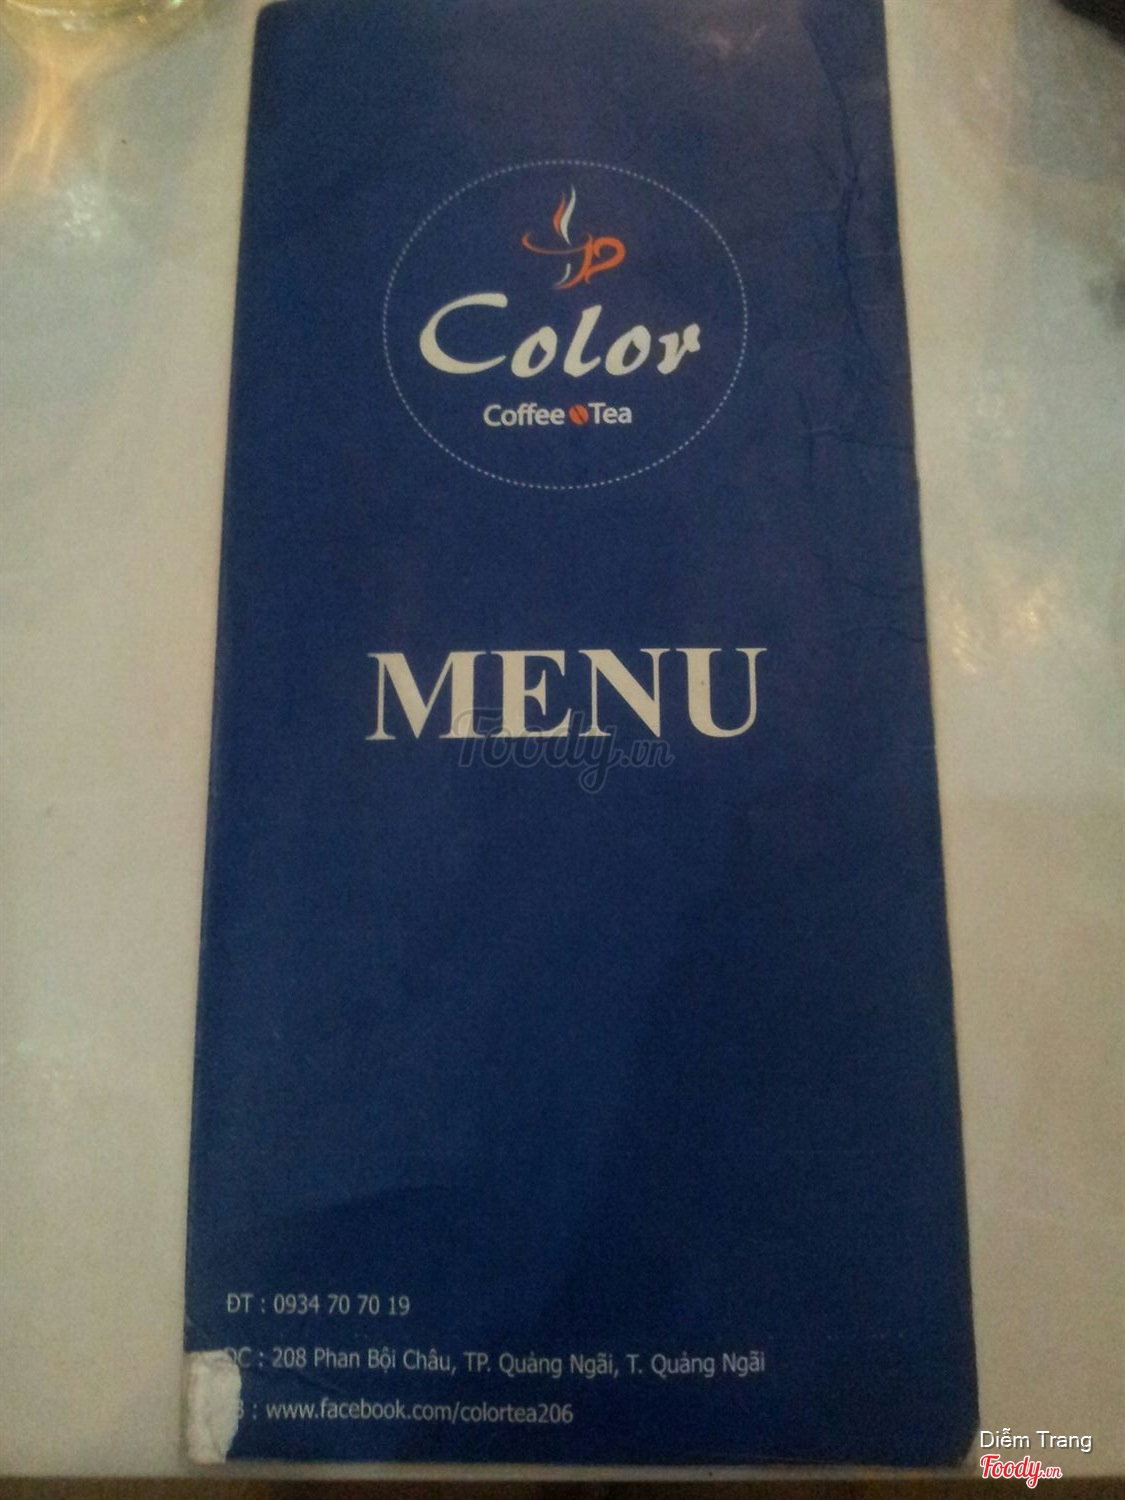 Color
Coffee Tea
MENU
Foody.vn
ĐT : 0934 70 70 19
ĐC : 208 Phan Bội Châu, TP. Quảng Ngãi, T. Quảng Ngãi
: www.facebook.com/colortea206
Diễm Trang
Foody.vn